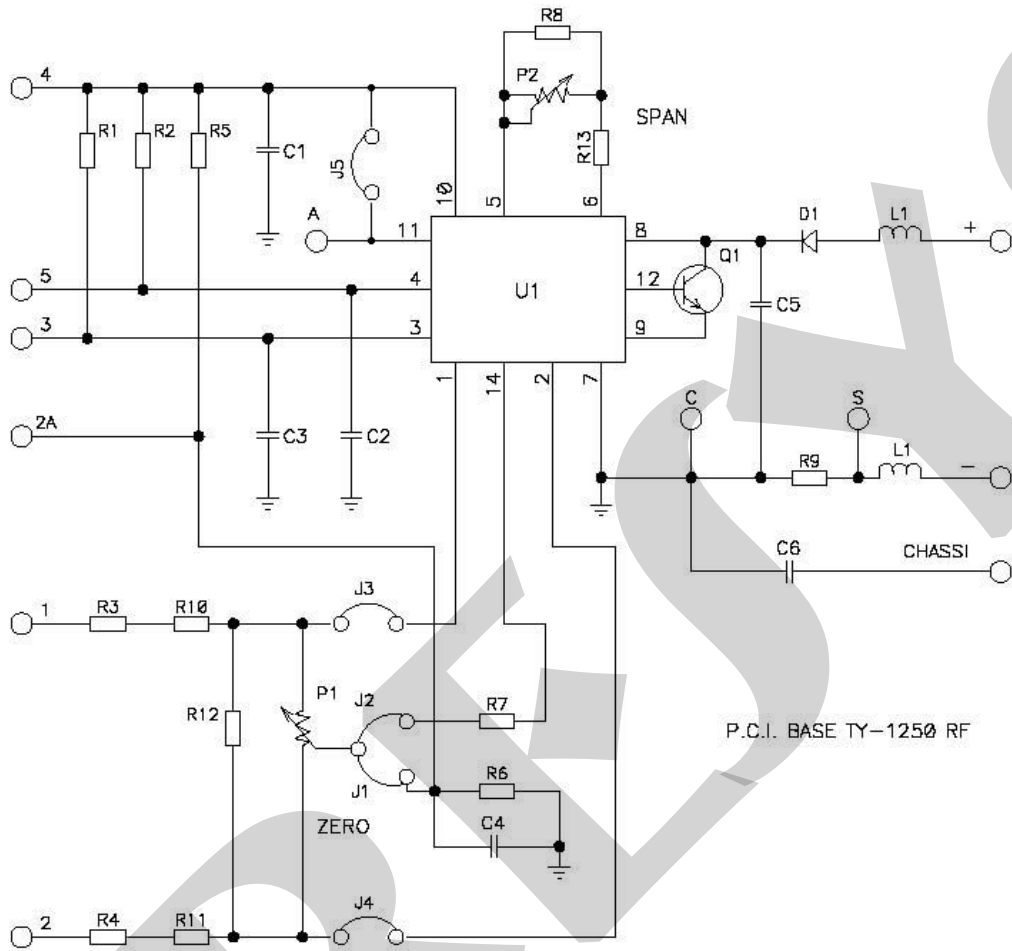 R8
4
P2
SPAN
R1
R2
R5
C1
J5
R13
10
5
6
A
11
8
D1
L1
+
Q1
5
4
U1
12
C5
3
3
9
1
14
2
7
2A
C3
C2
C
S
R9
L1
−
C6
CHASSI
1
R3
R10
J3
P1
J2
R7
R12
P.C.I. BASE TY-1250 RF
J1
R6
ZERO
C4
2
R4
R11
J4